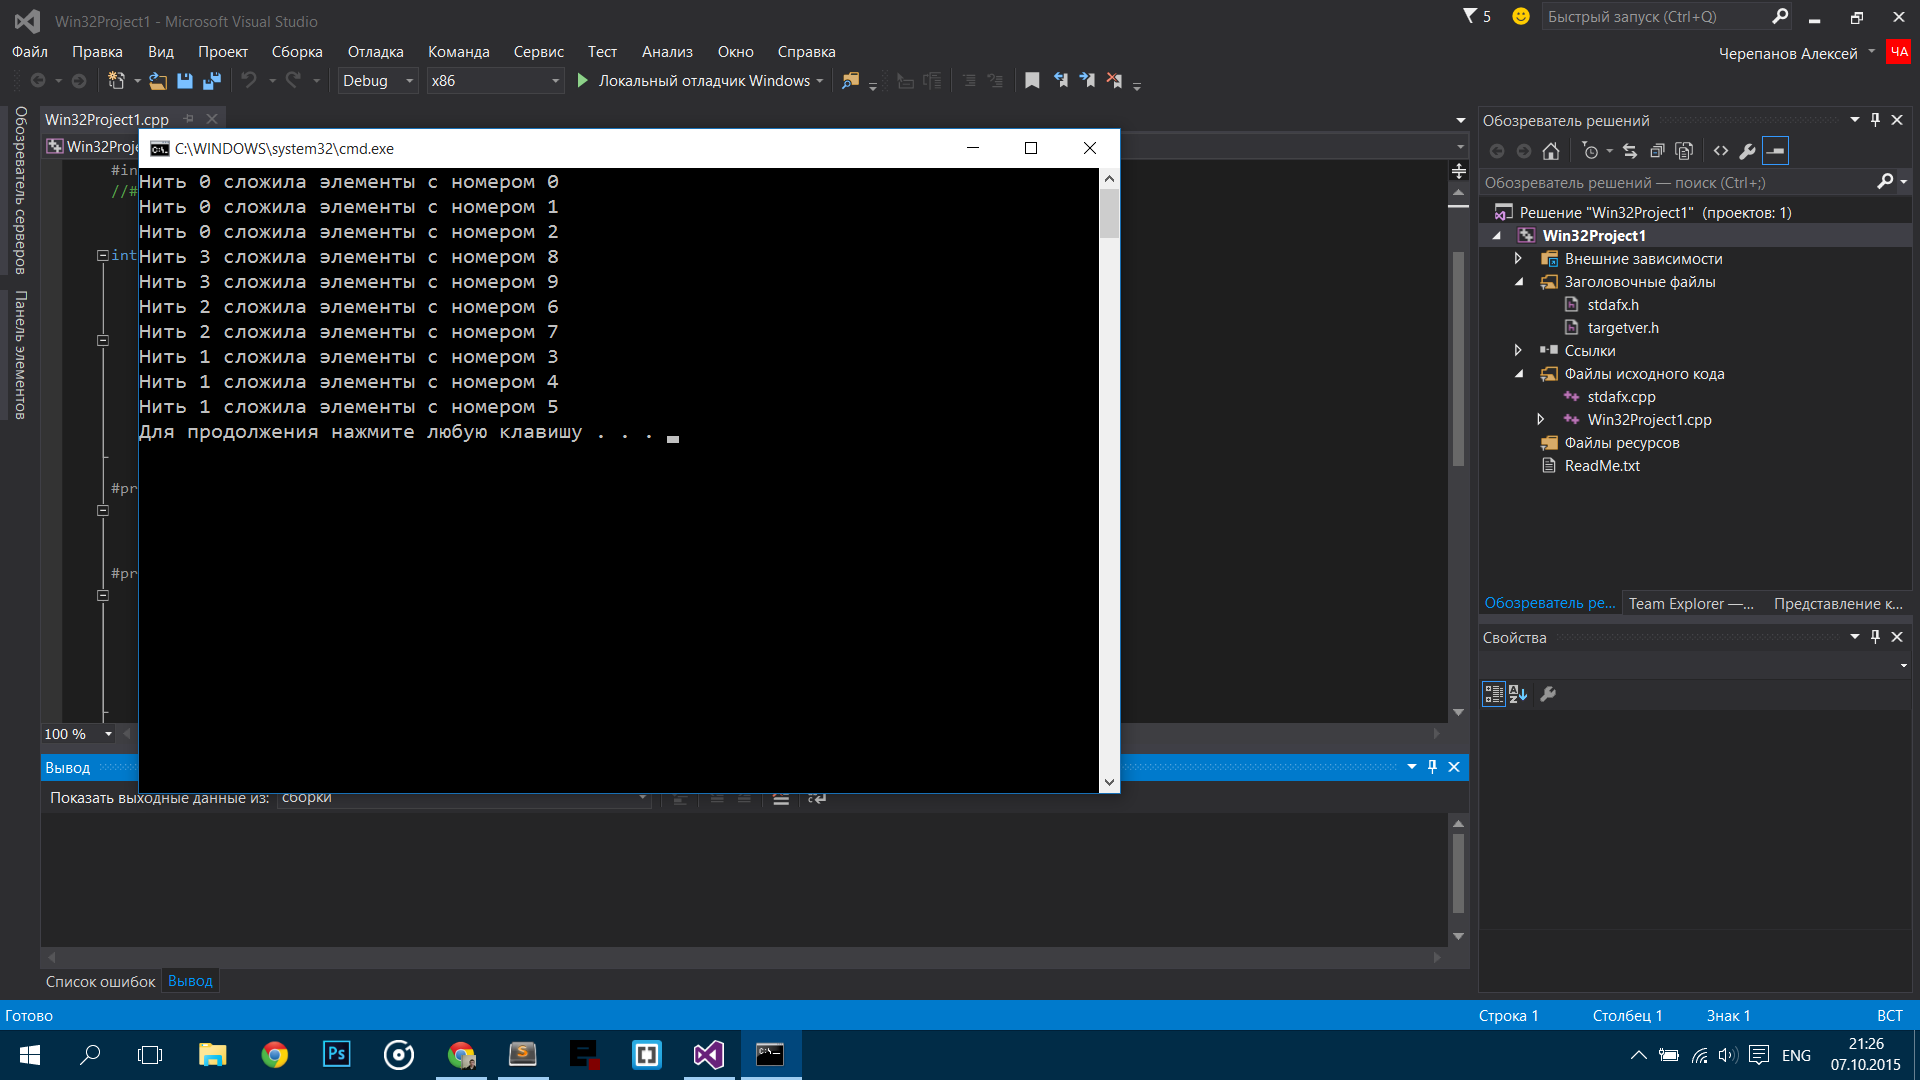 Win32Project1 - Microsoft Visual Studio
5
Быстрый запуск (Ctrl+Q)
Файл Правка Вид Проект Сборка Отладка Команда Сервис Тест Анализ Окно Справка
Черепанов Алексей
ЧА
Debug
x86
Локальный отладчик Windows
Обозреватель серверов
Панель элементов
Win32Project1.cpp
Win32Proje
#in
//#
int
#pr
#pr
C:\WINDOWS\system32\cmd.exe
Нить 0 сложила элементы с номером 0
Нить 0 сложила элементы с номером 1
Нить 0 сложила элементы с номером 2
Нить 3 сложила элементы с номером 8
Нить 3 сложила элементы с номером 9
Нить 2 сложила элементы с номером 6
Нить 2 сложила элементы с номером 7
Нить 1 сложила элементы с номером 3
Нить 1 сложила элементы с номером 4
Нить 1 сложила элементы с номером 5
Для продолжения нажмите любую клавишу . . .
100 %
Вывод
Показать выходные данные из: сборки
Список ошибок Вывод
Обозреватель решений
Обозреватель решений — поиск (Ctrl+;)
Решение "Win32Project1" (проектов: 1)
Win32Project1
Внешние зависимости
Заголовочные файлы
stdafx.h
targetver.h
Ссылки
Файлы исходного кода
stdafx.cpp
Win32Project1.cpp
Файлы ресурсов
ReadMe.txt
Обозреватель ре... Team Explorer —... Представление к...
Свойства
Готово
Строка 1 Столбец 1 Знак 1 ВСТ
Ps
ENG
21:26
07.10.2015